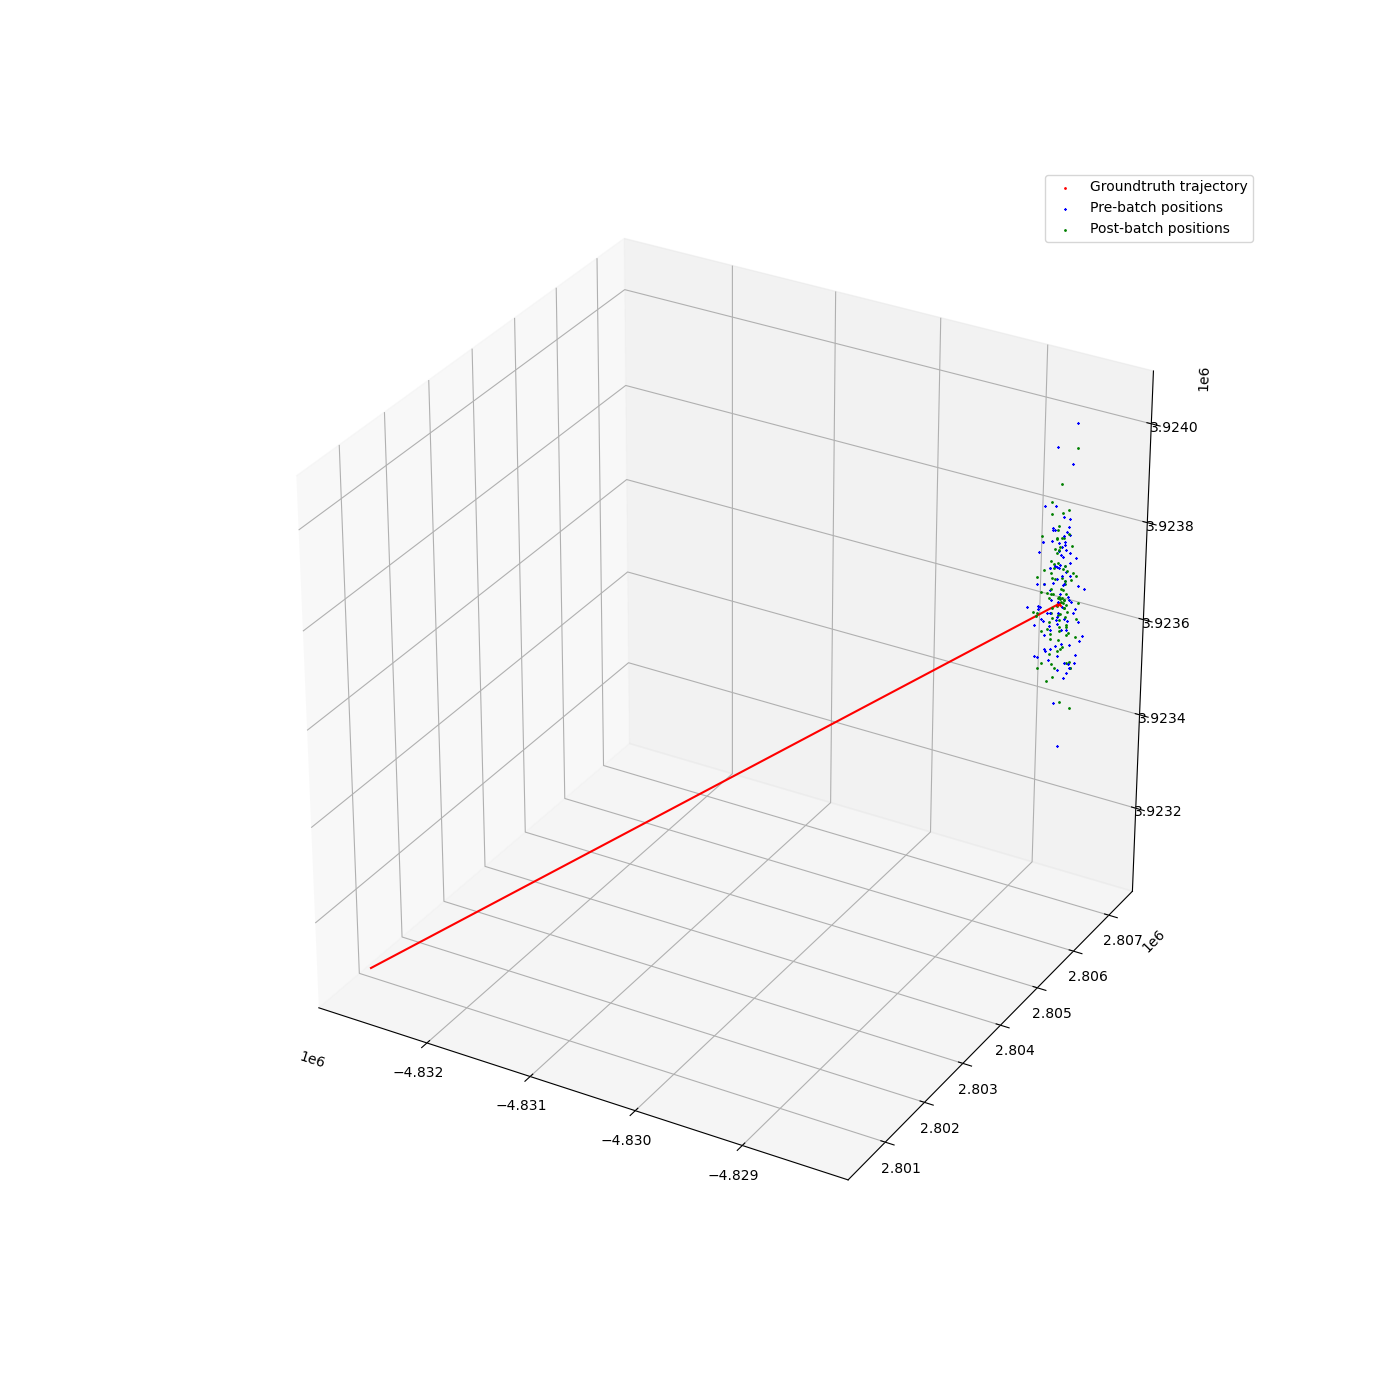 Groundtruth trajectory
Pre-batch positions
Post-batch positions
1e6
3.9240
3.9238
3.9236
3.9234
3.9232
1e6
2.807
2.806
2.805
2.804
2.803
2.802
2.801
1e6
−4.832
−4.831
−4.830
−4.829